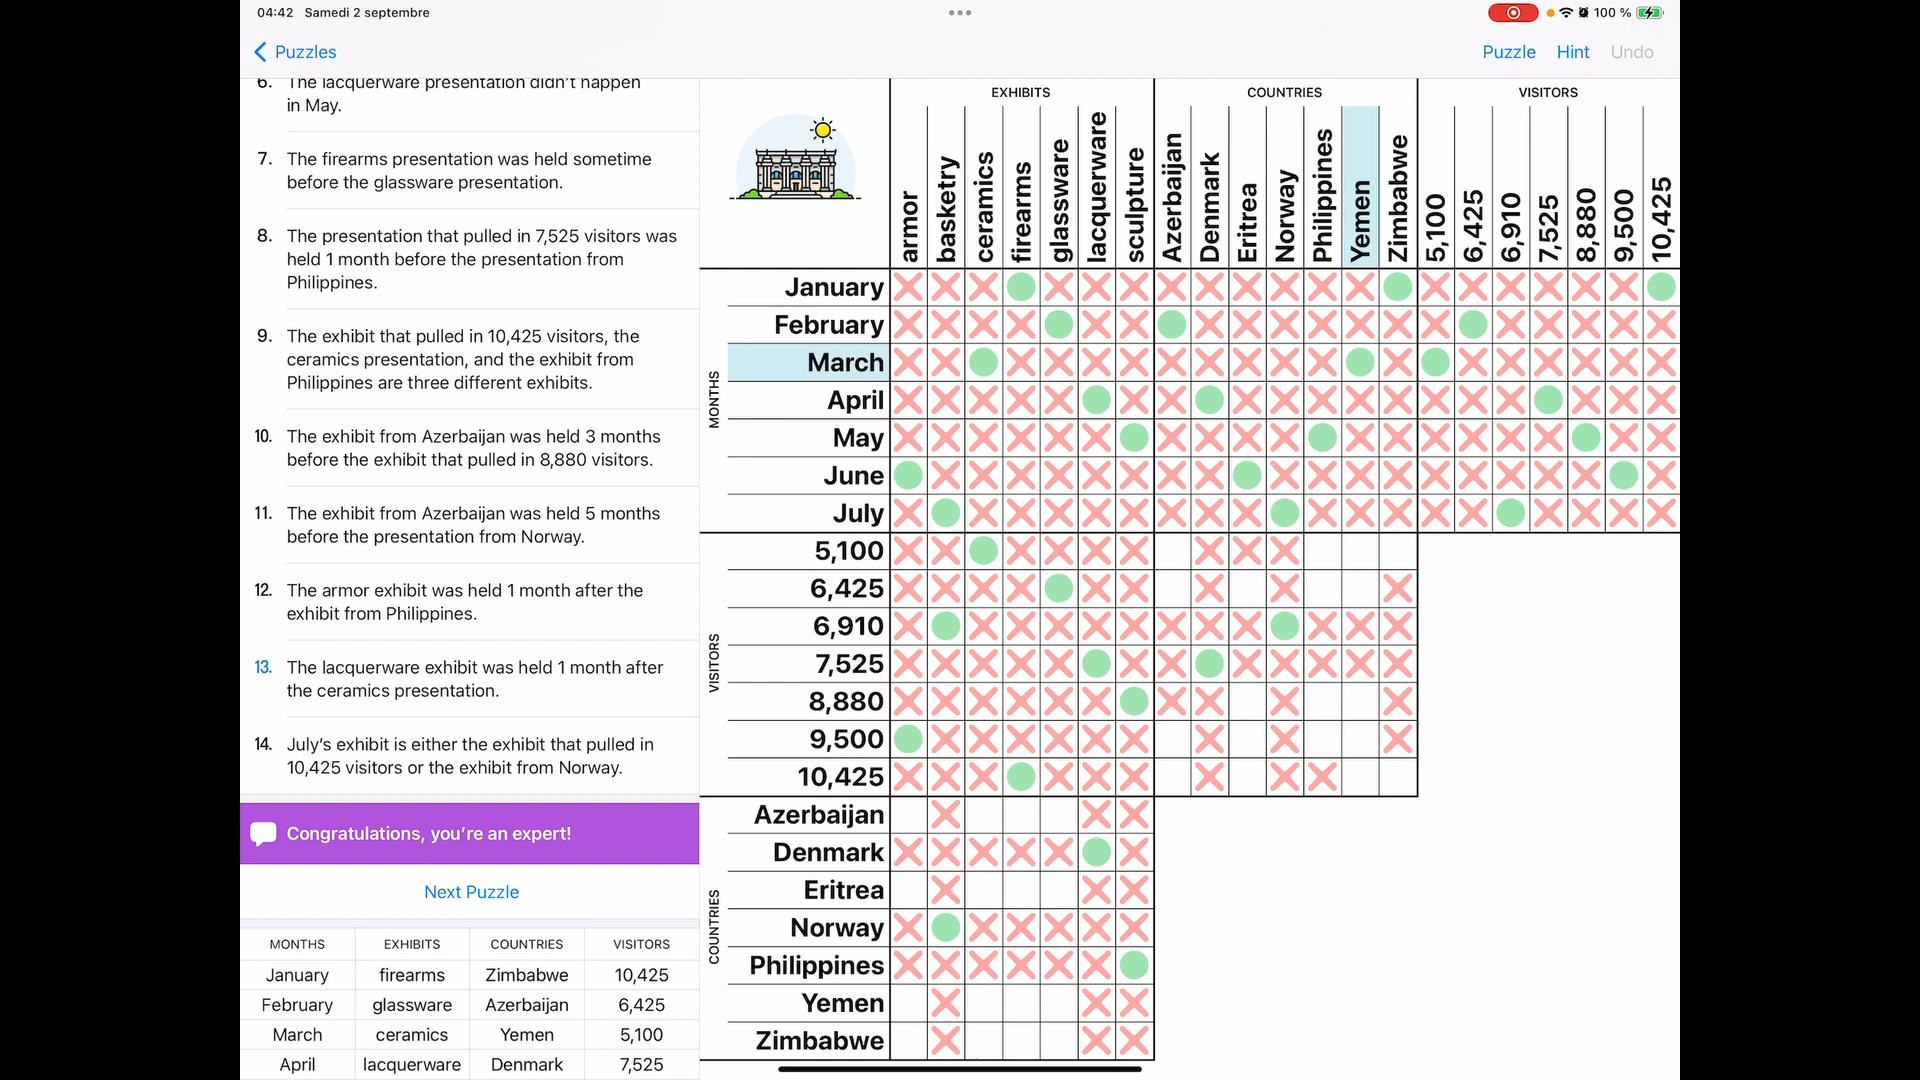 04:42 Samedi 2 septembre
100 %
Puzzles
Puzzle Hint Undo
6. The lacquerware presentation didn't happen
in May.
7. The firearms presentation was held sometime
before the glassware presentation.
8. The presentation that pulled in 7,525 visitors was
held 1 month before the presentation from
Philippines.
9. The exhibit that pulled in 10,425 visitors, the
ceramics presentation, and the exhibit from
Philippines are three different exhibits.
10. The exhibit from Azerbaijan was held 3 months
before the exhibit that pulled in 8,880 visitors.
11. The exhibit from Azerbaijan was held 5 months
before the presentation from Norway.
12. The armor exhibit was held 1 month after the
exhibit from Philippines.
13. The lacquerware exhibit was held 1 month after
the ceramics presentation.
14. July's exhibit is either the exhibit that pulled in
10,425 visitors or the exhibit from Norway.
Congratulations, you're an expert!
Next Puzzle
MONTHS EXHIBITS COUNTRIES VISITORS
January firearms Zimbabwe 10,425
February glassware Azerbaijan 6,425
March ceramics Yemen 5,100
April lacquerware Denmark 7,525
EXHIBITS COUNTRIES VISITORS
armor
basketry
ceramics
firearms
glassware
lacquerware
sculpture
Azerbaijan
Denmark
Eritrea
Norway
Philippines
Yemen
Zimbabwe
5,100
6,425
6,910
7,525
8,880
9,500
10,425
MONTHS
January
February
March
April
May
June
July
VISITORS
5,100
6,425
6,910
7,525
8,880
9,500
10,425
COUNTRIES
Azerbaijan
Denmark
Eritrea
Norway
Philippines
Yemen
Zimbabwe